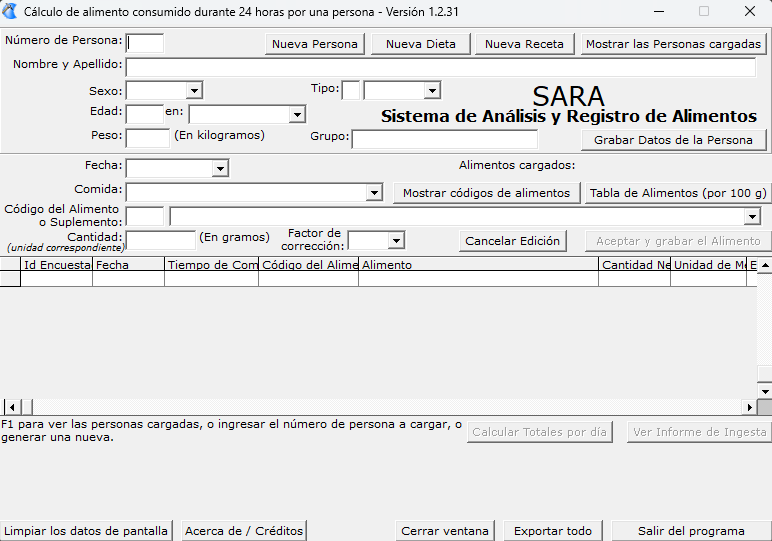 Cálculo de alimento consumido durante 24 horas por una persona - Versión 1.2.31
Número de Persona:
Nueva Persona
Nueva Dieta
Nueva Receta
Mostrar las Personas cargadas
Nombre y Apellido:
Sexo:
Tipo:
SARA
Sistema de Análisis y Registro de Alimentos
Edad:
en:
Peso:
(En kilogramos)
Grupo:
Grabar Datos de la Persona
Fecha:
Alimentos cargados:
Comida:
Mostrar códigos de alimentos
Tabla de Alimentos (por 100 g)
Código del Alimento
o Suplemento:
Cantidad:
(unidad correspondiente)
(En gramos)
Factor de
corrección:
Cancelar Edición
Aceptar y grabar el Alimento
Id Encuesta
Fecha
Tiempo de Com
Código del Alime
Alimento
Cantidad Ne
Unidad de Me
E
F1 para ver las personas cargadas, o ingresar el número de persona a cargar, o
generar una nueva.
Calcular Totales por día
Ver Informe de Ingesta
Limpiar los datos de pantalla
Acerca de / Créditos
Cerrar ventana
Exportar todo
Salir del programa